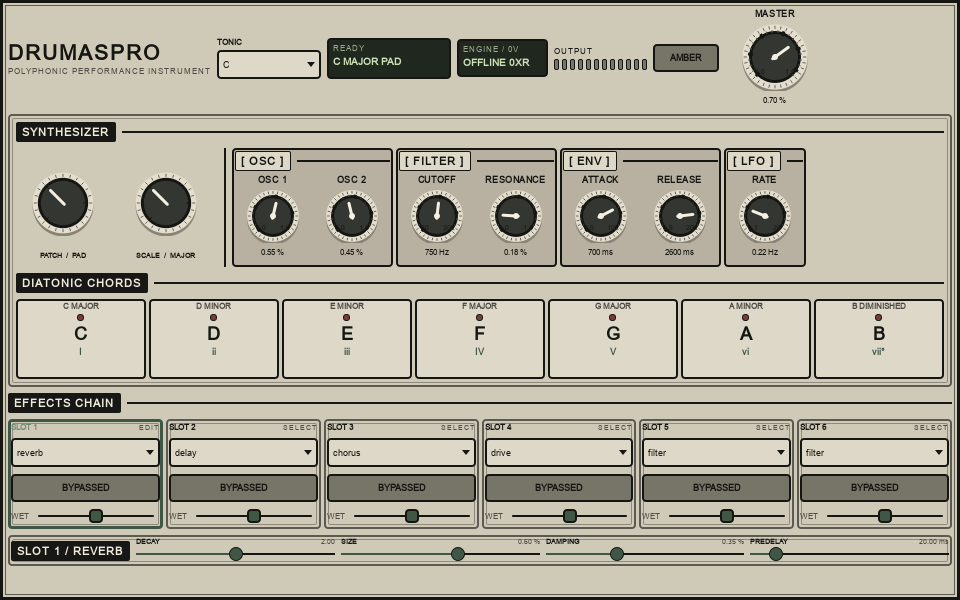 MASTER
DRUMASPRO
POLYPHONIC PERFORMANCE INSTRUMENT
TONIC
C
READY
C MAJOR PAD
ENGINE / 0V
OFFLINE 0XR
OUTPUT
AMBER
0.70 %
SYNTHESIZER
PATCH / PAD
SCALE / MAJOR
[ OSC ]
OSC 1
OSC 2
0.55 %
0.45 %
[ FILTER ]
CUTOFF
RESONANCE
750 Hz
0.18 %
[ ENV ]
ATTACK
RELEASE
700 ms
2600 ms
[ LFO ]
RATE
0.22 Hz
DIATONIC CHORDS
C MAJOR
C
I
D MINOR
D
ii
E MINOR
E
iii
F MAJOR
F
IV
G MAJOR
G
V
A MINOR
A
vi
B DIMINISHED
B
vii°
EFFECTS CHAIN
SLOT 1 EDIT
reverb
BYPASSED
WET
SLOT 2 SELECT
delay
BYPASSED
WET
SLOT 3 SELECT
chorus
BYPASSED
WET
SLOT 4 SELECT
drive
BYPASSED
WET
SLOT 5 SELECT
filter
BYPASSED
WET
SLOT 6 SELECT
filter
BYPASSED
WET
SLOT 1 / REVERB
DECAY 2.00
SIZE 0.60 %
DAMPING 0.35 %
PREDELAY 20.00 ms